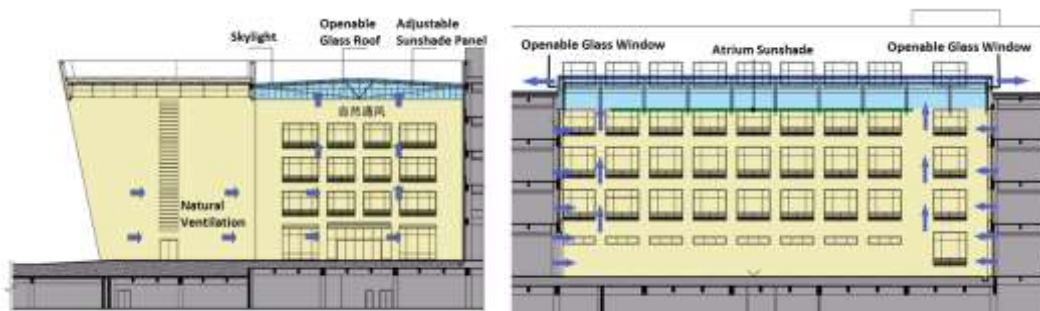 Skylight
Openable
Glass Roof
Adjustable
Sunshade Panel
自然通风
Natural
Ventilation
Openable Glass Window
Atrium Sunshade
Openable Glass Window